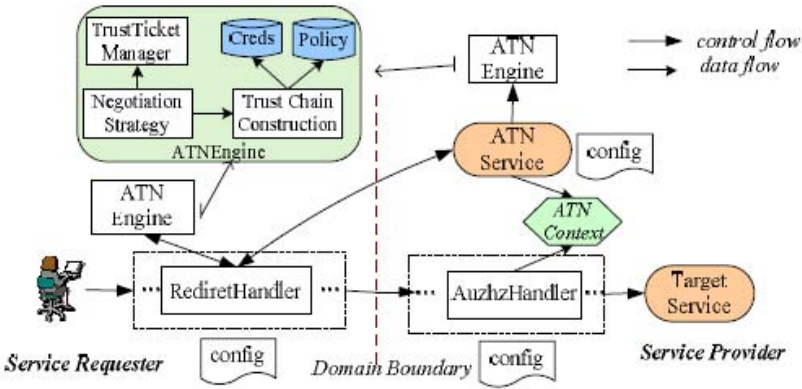 TrustTicket
Manager
Creds
Policy
Negotiation
Strategy
Trust Chain
Construction
ATNEngine
ATN
Engine
control flow
data flow
ATN
Service
config
ATN
Engine
ATN
Context
...
RediretHandler
...
...
AuzhzHandler
...
Target
Service
config
config
Service Requester
Domain Boundary
Service Provider